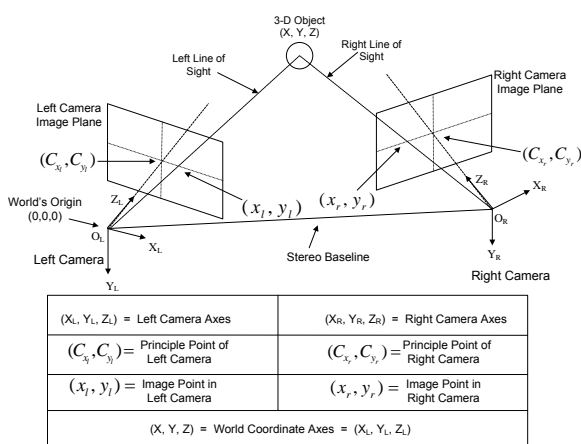 3-D Object
(X, Y, Z)
Left Line of
Sight
Right Line of
Sight
Left Camera
Image Plane
Right Camera
Image Plane
(C_{x_l}, C_{y_l})
(C_{x_r}, C_{y_r})
Z_L
Z_R
(x_l, y_l)
(x_r, y_r)
X_R
World's Origin
(0,0,0)
O_L
X_L
O_R
Left Camera
Stereo Baseline
Y_R
Right Camera
Y_L
(X_L, Y_L, Z_L) = Left Camera Axes
(X_R, Y_R, Z_R) = Right Camera Axes
(C_{x_l}, C_{y_l}) = Principle Point of
Left Camera
(C_{x_r}, C_{y_r}) = Principle Point of
Right Camera
(x_l, y_l) = Image Point in
Left Camera
(x_r, y_r) = Image Point in
Right Camera
(X, Y, Z) = World Coordinate Axes = (X_L, Y_L, Z_L)